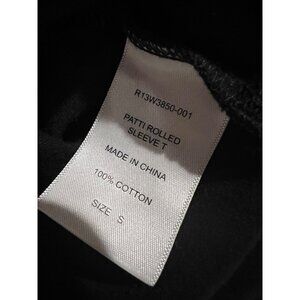 R13W3850-001
PATTI ROLLED
SLEEVE T
MADE IN CHINA
100% COTTON
SIZE S